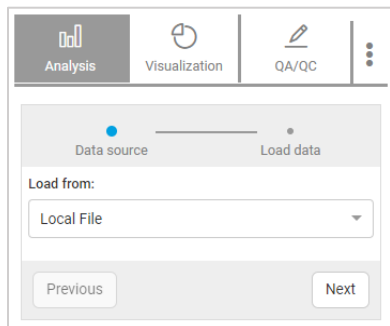 Analysis Visualization QA/QC
Data source Load data
Load from:
Local File
Previous Next